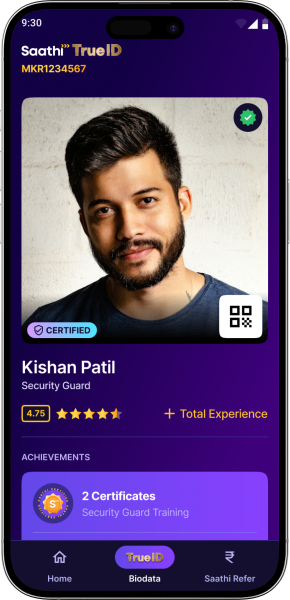 9:30
Saathi TrueID
MKR1234567
CERTIFIED
Kishan Patil
Security Guard
4.75
+ Total Experience
ACHIEVEMENTS
2 Certificates
Security Guard Training
TrueID
Home
Biodata
Saathi Refer